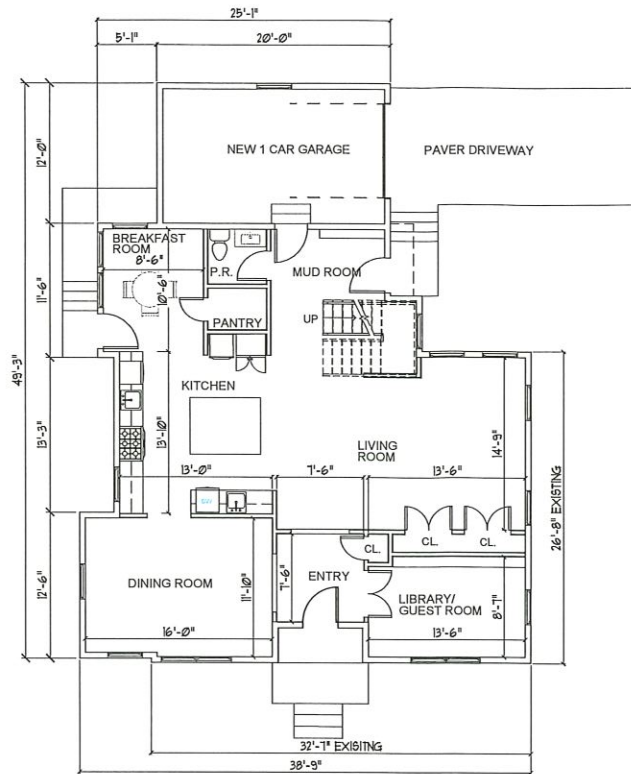 25'-1"
5'-1"
20'-0"
12'-0"
NEW 1 CAR GARAGE
PAVER DRIVEWAY
BREAKFAST
ROOM
8'-6"
P.R.
MUD ROOM
11'-6"
10'-6"
PANTRY
UP
49'-3"
KITCHEN
13'-3"
13'-10"
LIVING
ROOM
14'-9"
13'-0"
7'-6"
13'-6"
26'-8" EXISTING
CL.
CL.
CL.
12'-6"
DINING ROOM
11'-10"
7'-6"
ENTRY
LIBRARY/
GUEST ROOM
8'-7"
16'-0"
13'-6"
32'-7" EXISITING
38'-9"